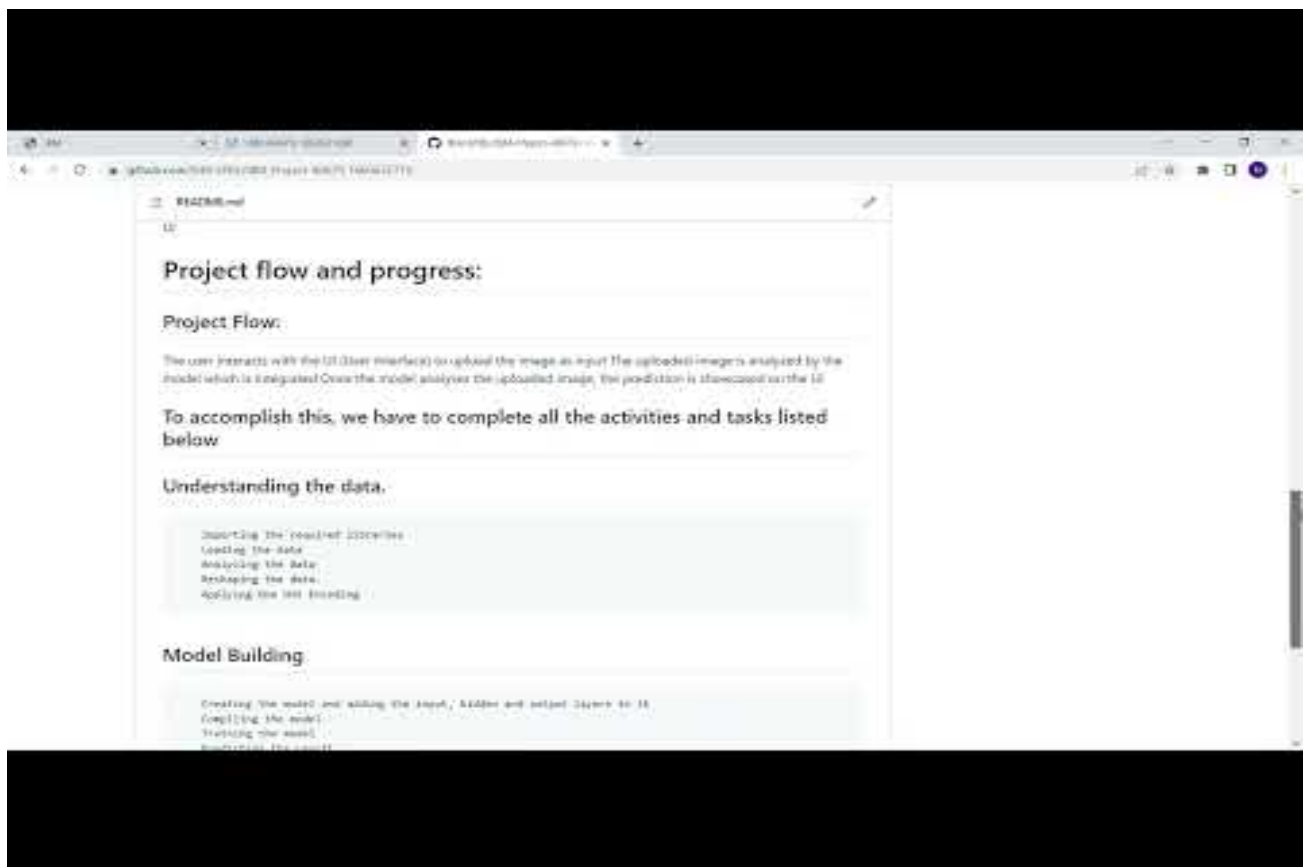 README.md
Project flow and progress:
Project Flow:
The user interacts with the UI (User Interface) to upload the image as input The uploaded image is analyzed by the
model which is integrated Once the model analyses the uploaded image, the prediction is showcased on the UI
To accomplish this, we have to complete all the activities and tasks listed
below
Understanding the data.
Importing the required libraries
Loading the data
Analyzing the data
Reshaping the data.
Applying One Hot Encoding
Model Building
Creating the model and adding the input, hidden and output layers to it
Compiling the model
Training the model